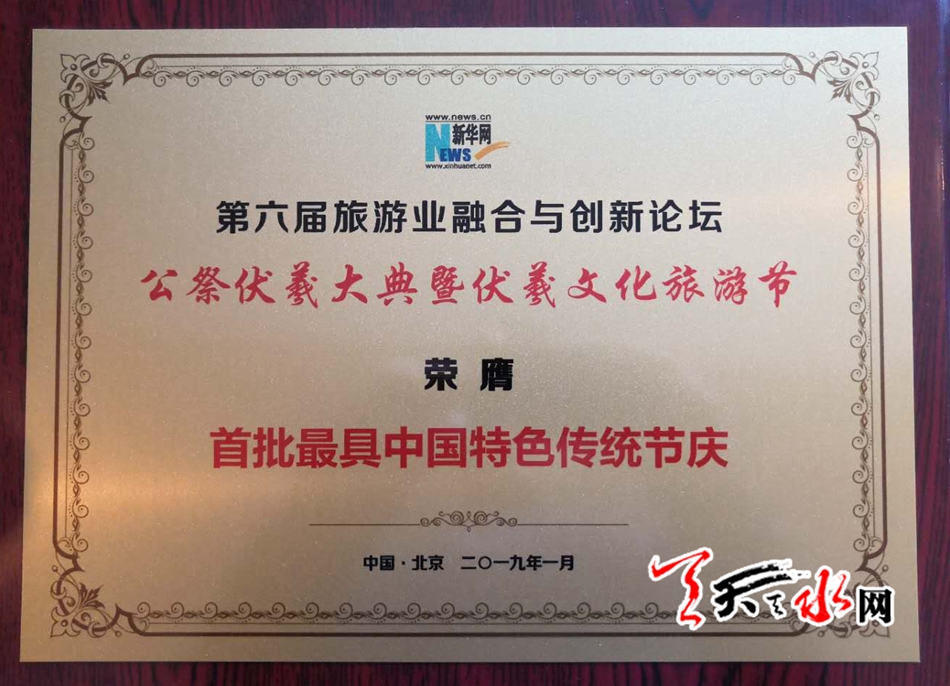 www.news.cn
新华网
NEWS
www.xinhuanet.com
第六届旅游业融合与创新论坛
公祭伏羲大典暨伏羲文化旅游节
荣膺
首批最具中国特色传统节庆
中国·北京 二〇一九年一月
天天天水网